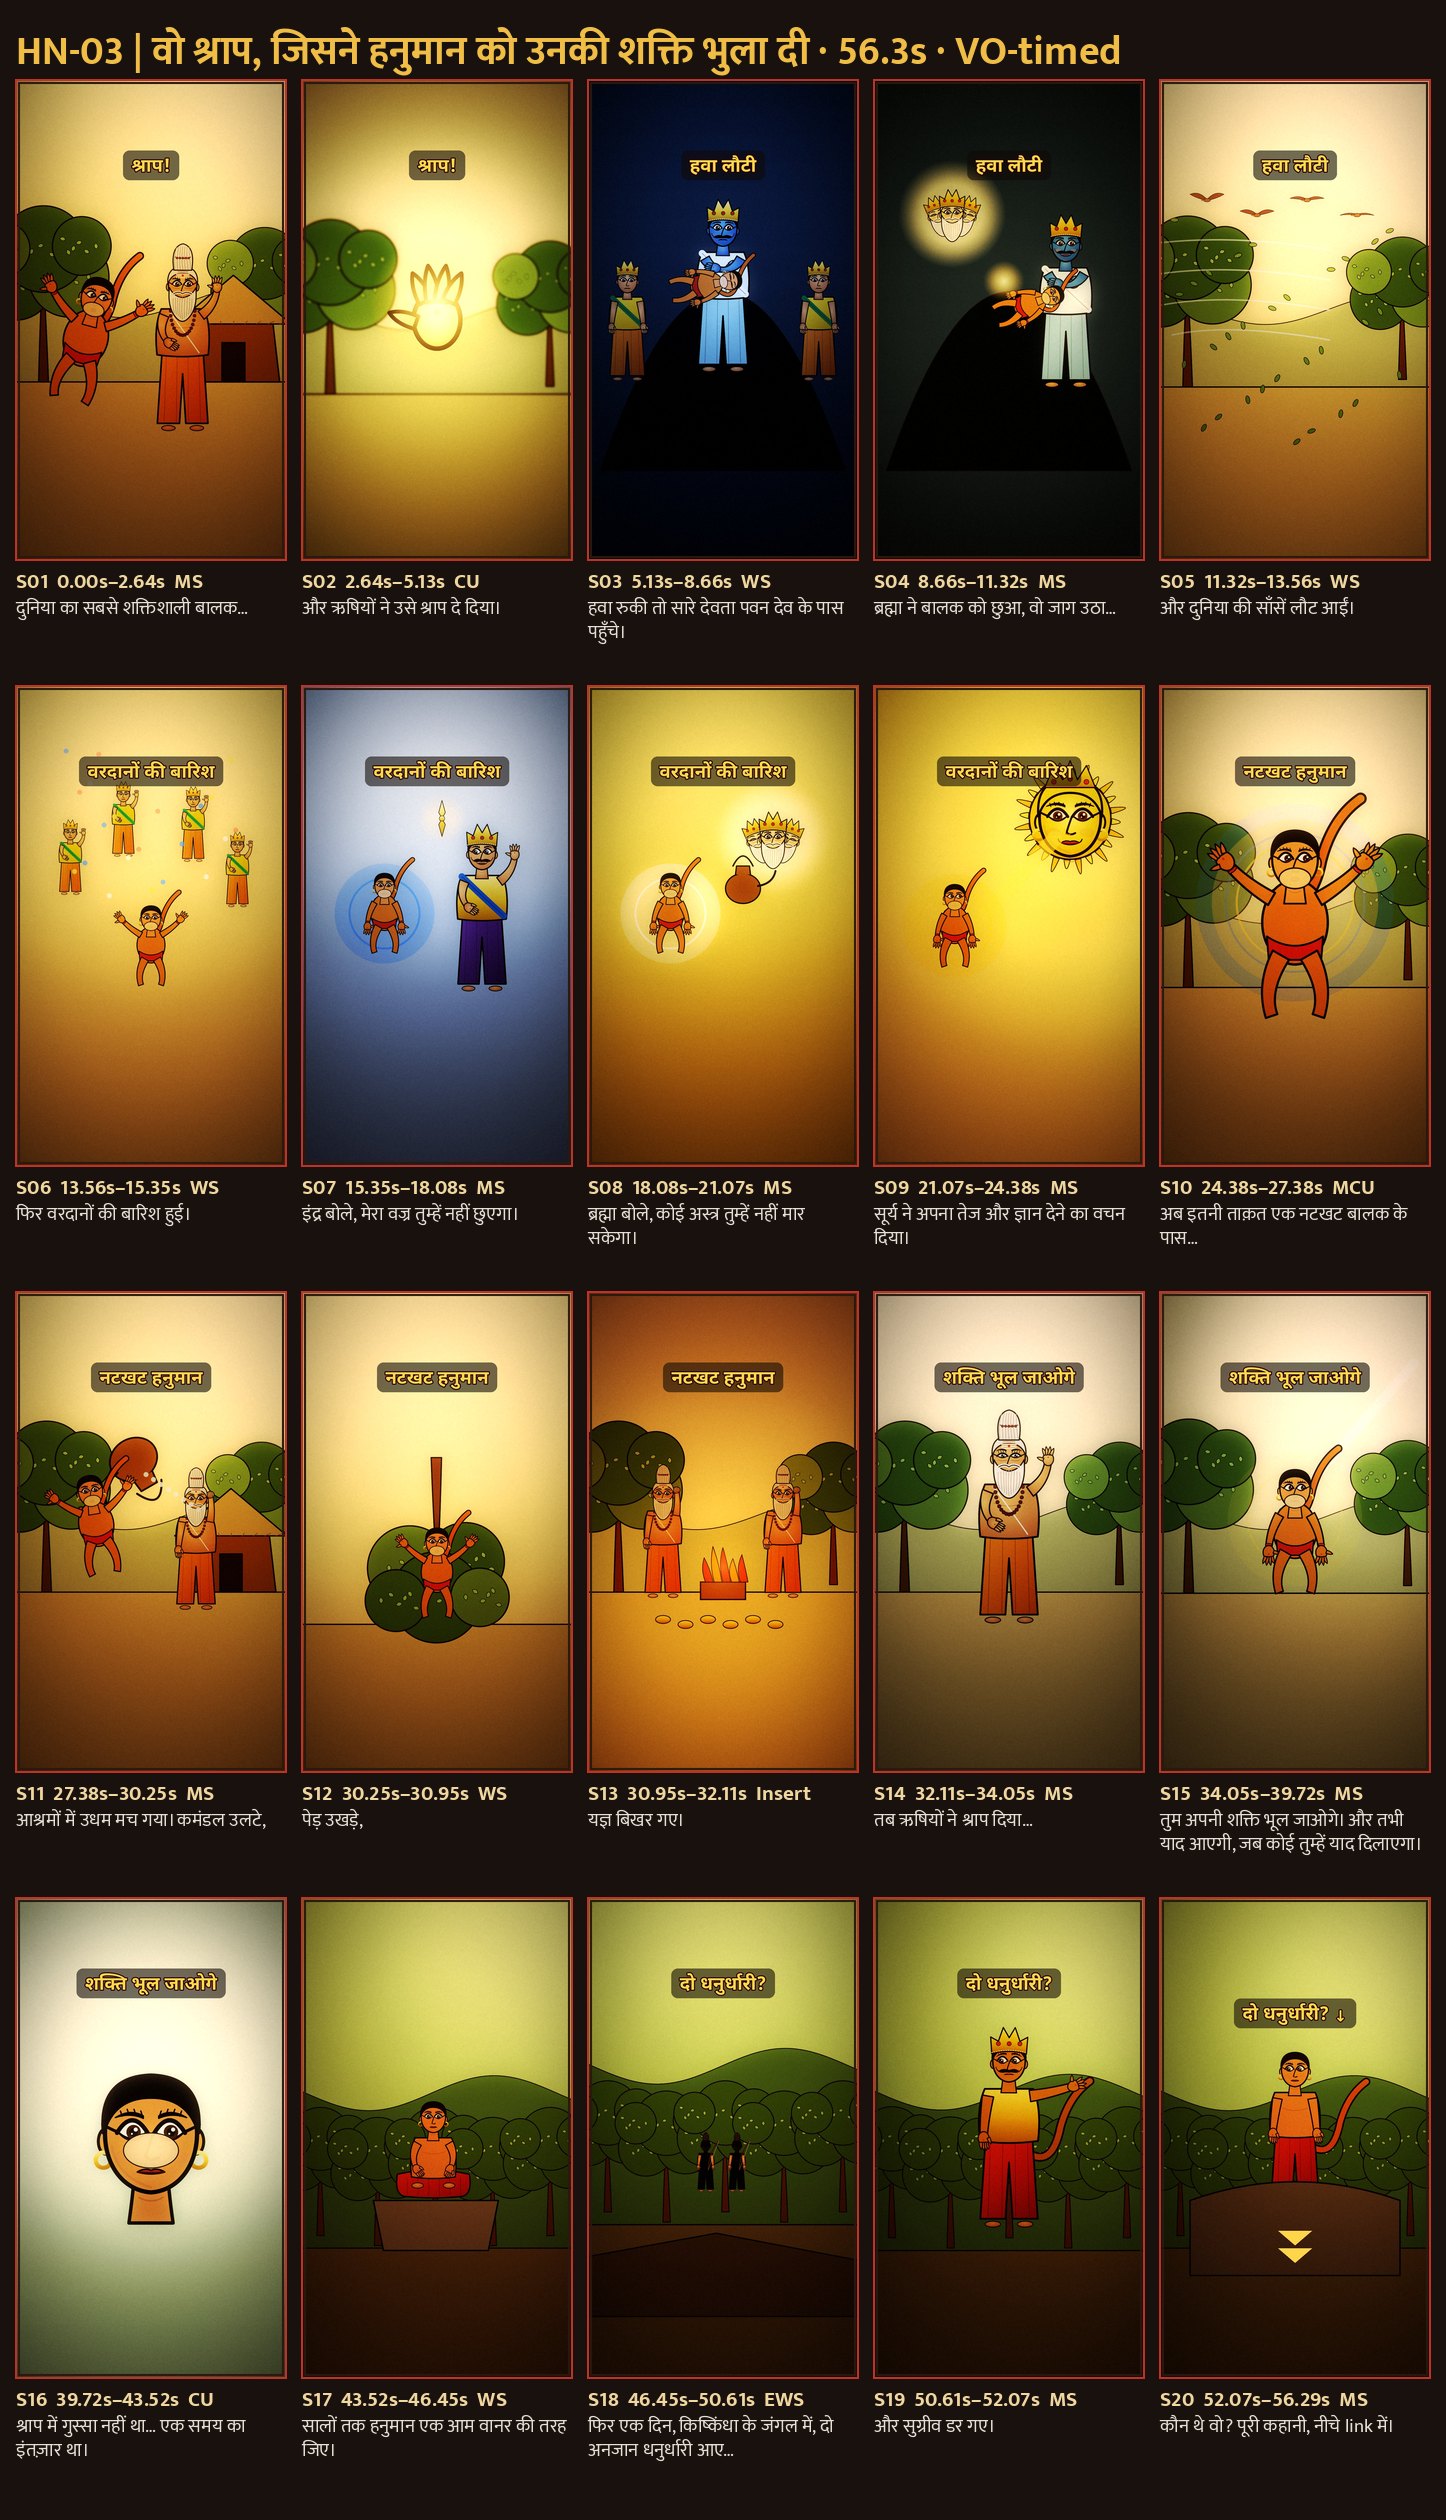 HN-03 | वो श्राप, जिसने हनुमान को उनकी शक्ति भुला दी · 56.3s · VO-timed
श्राप!
श्राप!
हवा लौटी
हवा लौटी
हवा लौटी
S01 0.00s–2.64s MS
दुनिया का सबसे शक्तिशाली बालक...
S02 2.64s–5.13s CU
और ऋषियों ने उसे श्राप दे दिया।
S03 5.13s–8.66s WS
हवा रुकी तो सारे देवता पवन देव के पास
पहुँचे।
S04 8.66s–11.32s MS
ब्रह्मा ने बालक को छुआ, वो जाग उठा...
S05 11.32s–13.56s WS
और दुनिया की साँसें लौट आईं।
वरदानों की बारिश
वरदानों की बारिश
वरदानों की बारिश
वरदानों की बारिश
नटखट हनुमान
S06 13.56s–15.35s WS
फिर वरदानों की बारिश हुई।
S07 15.35s–18.08s MS
इंद्र बोले, मेरा वज्र तुम्हें नहीं छुएगा।
S08 18.08s–21.07s MS
ब्रह्मा बोले, कोई अस्त्र तुम्हें नहीं मार
सकेगा।
S09 21.07s–24.38s MS
सूर्य ने अपना तेज और ज्ञान देने का वचन
दिया।
S10 24.38s–27.38s MCU
अब इतनी ताक़त एक नटखट बालक के
पास...
नटखट हनुमान
नटखट हनुमान
नटखट हनुमान
शक्ति भूल जाओगे
शक्ति भूल जाओगे
S11 27.38s–30.25s MS
आश्रमों में उधम मच गया। कमंडल उलटे,
S12 30.25s–30.95s WS
पेड़ उखड़े,
S13 30.95s–32.11s Insert
यज्ञ बिखर गए।
S14 32.11s–34.05s MS
तब ऋषियों ने श्राप दिया...
S15 34.05s–39.72s MS
तुम अपनी शक्ति भूल जाओगे। और तभी
याद आएगी, जब कोई तुम्हें याद दिलाएगा।
शक्ति भूल जाओगे
दो धनुर्धारी?
दो धनुर्धारी?
दो धनुर्धारी? ↓
S16 39.72s–43.52s CU
श्राप में गुस्सा नहीं था... एक समय का
इंतज़ार था।
S17 43.52s–46.45s WS
सालों तक हनुमान एक आम वानर की तरह
जिए।
S18 46.45s–50.61s EWS
फिर एक दिन, किष्किंधा के जंगल में, दो
अनजान धनुर्धारी आए...
S19 50.61s–52.07s MS
और सुग्रीव डर गए।
S20 52.07s–56.29s MS
कौन थे वो? पूरी कहानी, नीचे link में।